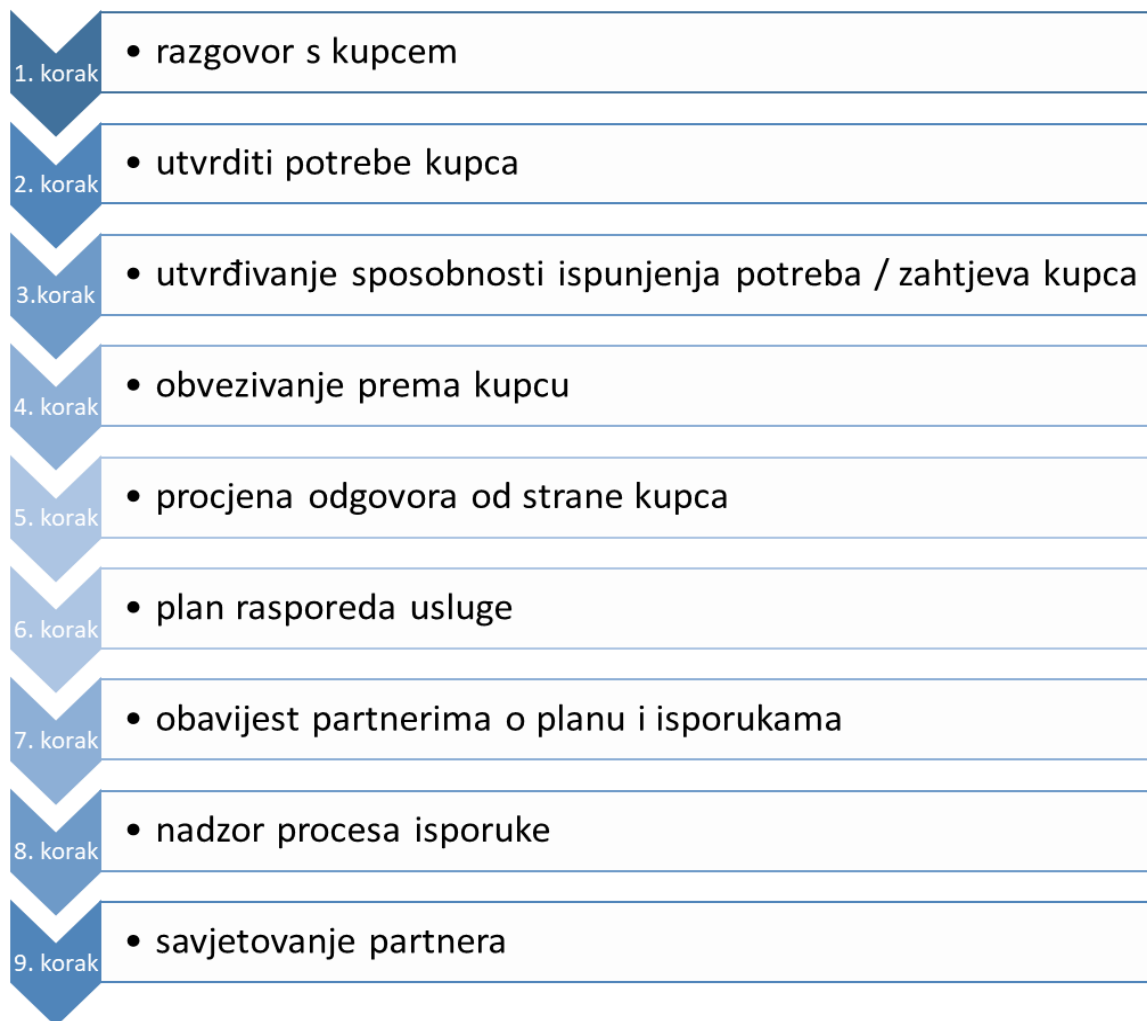 1. korak
• razgovor s kupcem
2. korak
• utvrditi potrebe kupca
3.korak
• utvrđivanje sposobnosti ispunjenja potreba / zahtjeva kupca
4. korak
• obvezivanje prema kupcu
5. korak
• procjena odgovora od strane kupca
6. korak
• plan rasporeda usluge
7. korak
• obavijest partnerima o planu i isporukama
8. korak
• nadzor procesa isporuke
9. korak
• savjetovanje partnera